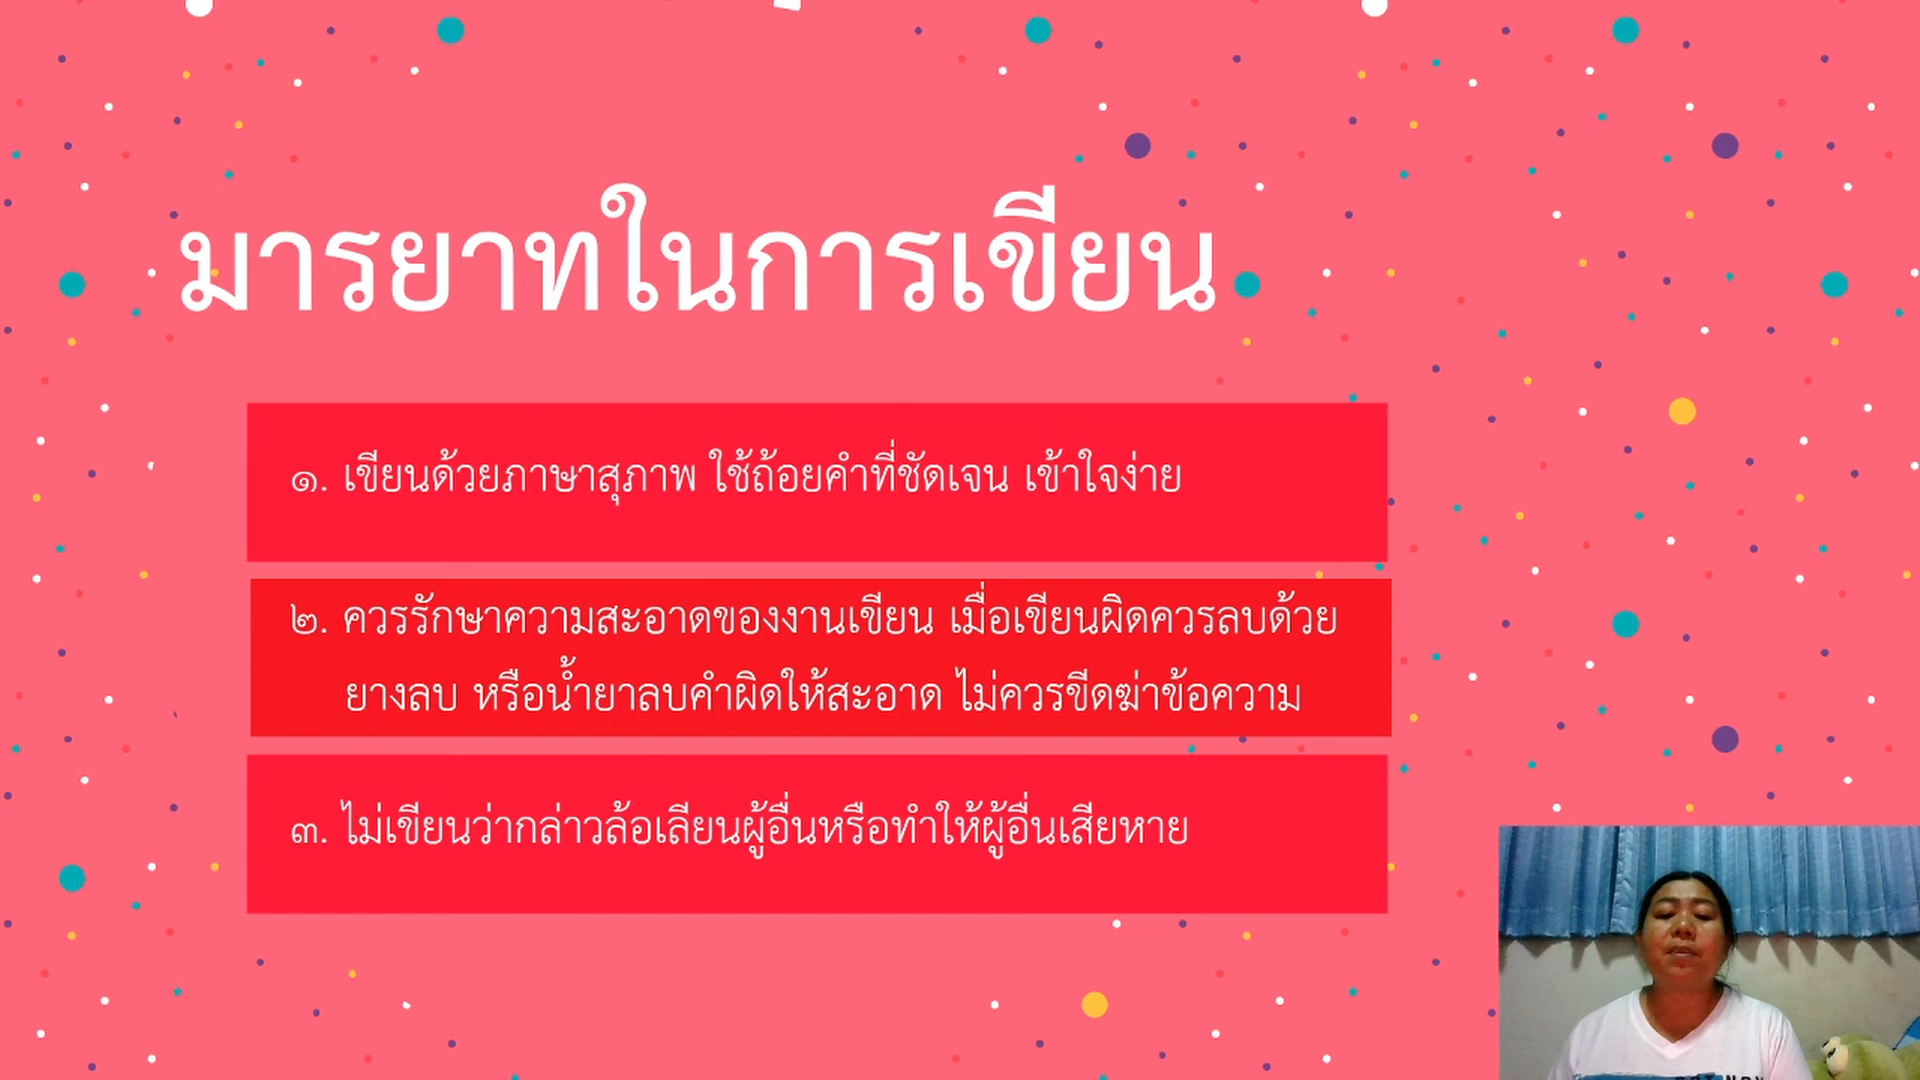 มารยาทในการเขียน
๑. เขียนด้วยภาษาสุภาพ ใช้ถ้อยคำที่ชัดเจน เข้าใจง่าย
๒. ควรรักษาความสะอาดของงานเขียน เมื่อเขียนผิดควรลบด้วย
ยางลบ หรือน้ำยาลบคำผิดให้สะอาด ไม่ควรขีดฆ่าข้อความ
๓. ไม่เขียนว่ากล่าวล้อเลียนผู้อื่นหรือทำให้ผู้อื่นเสียหาย